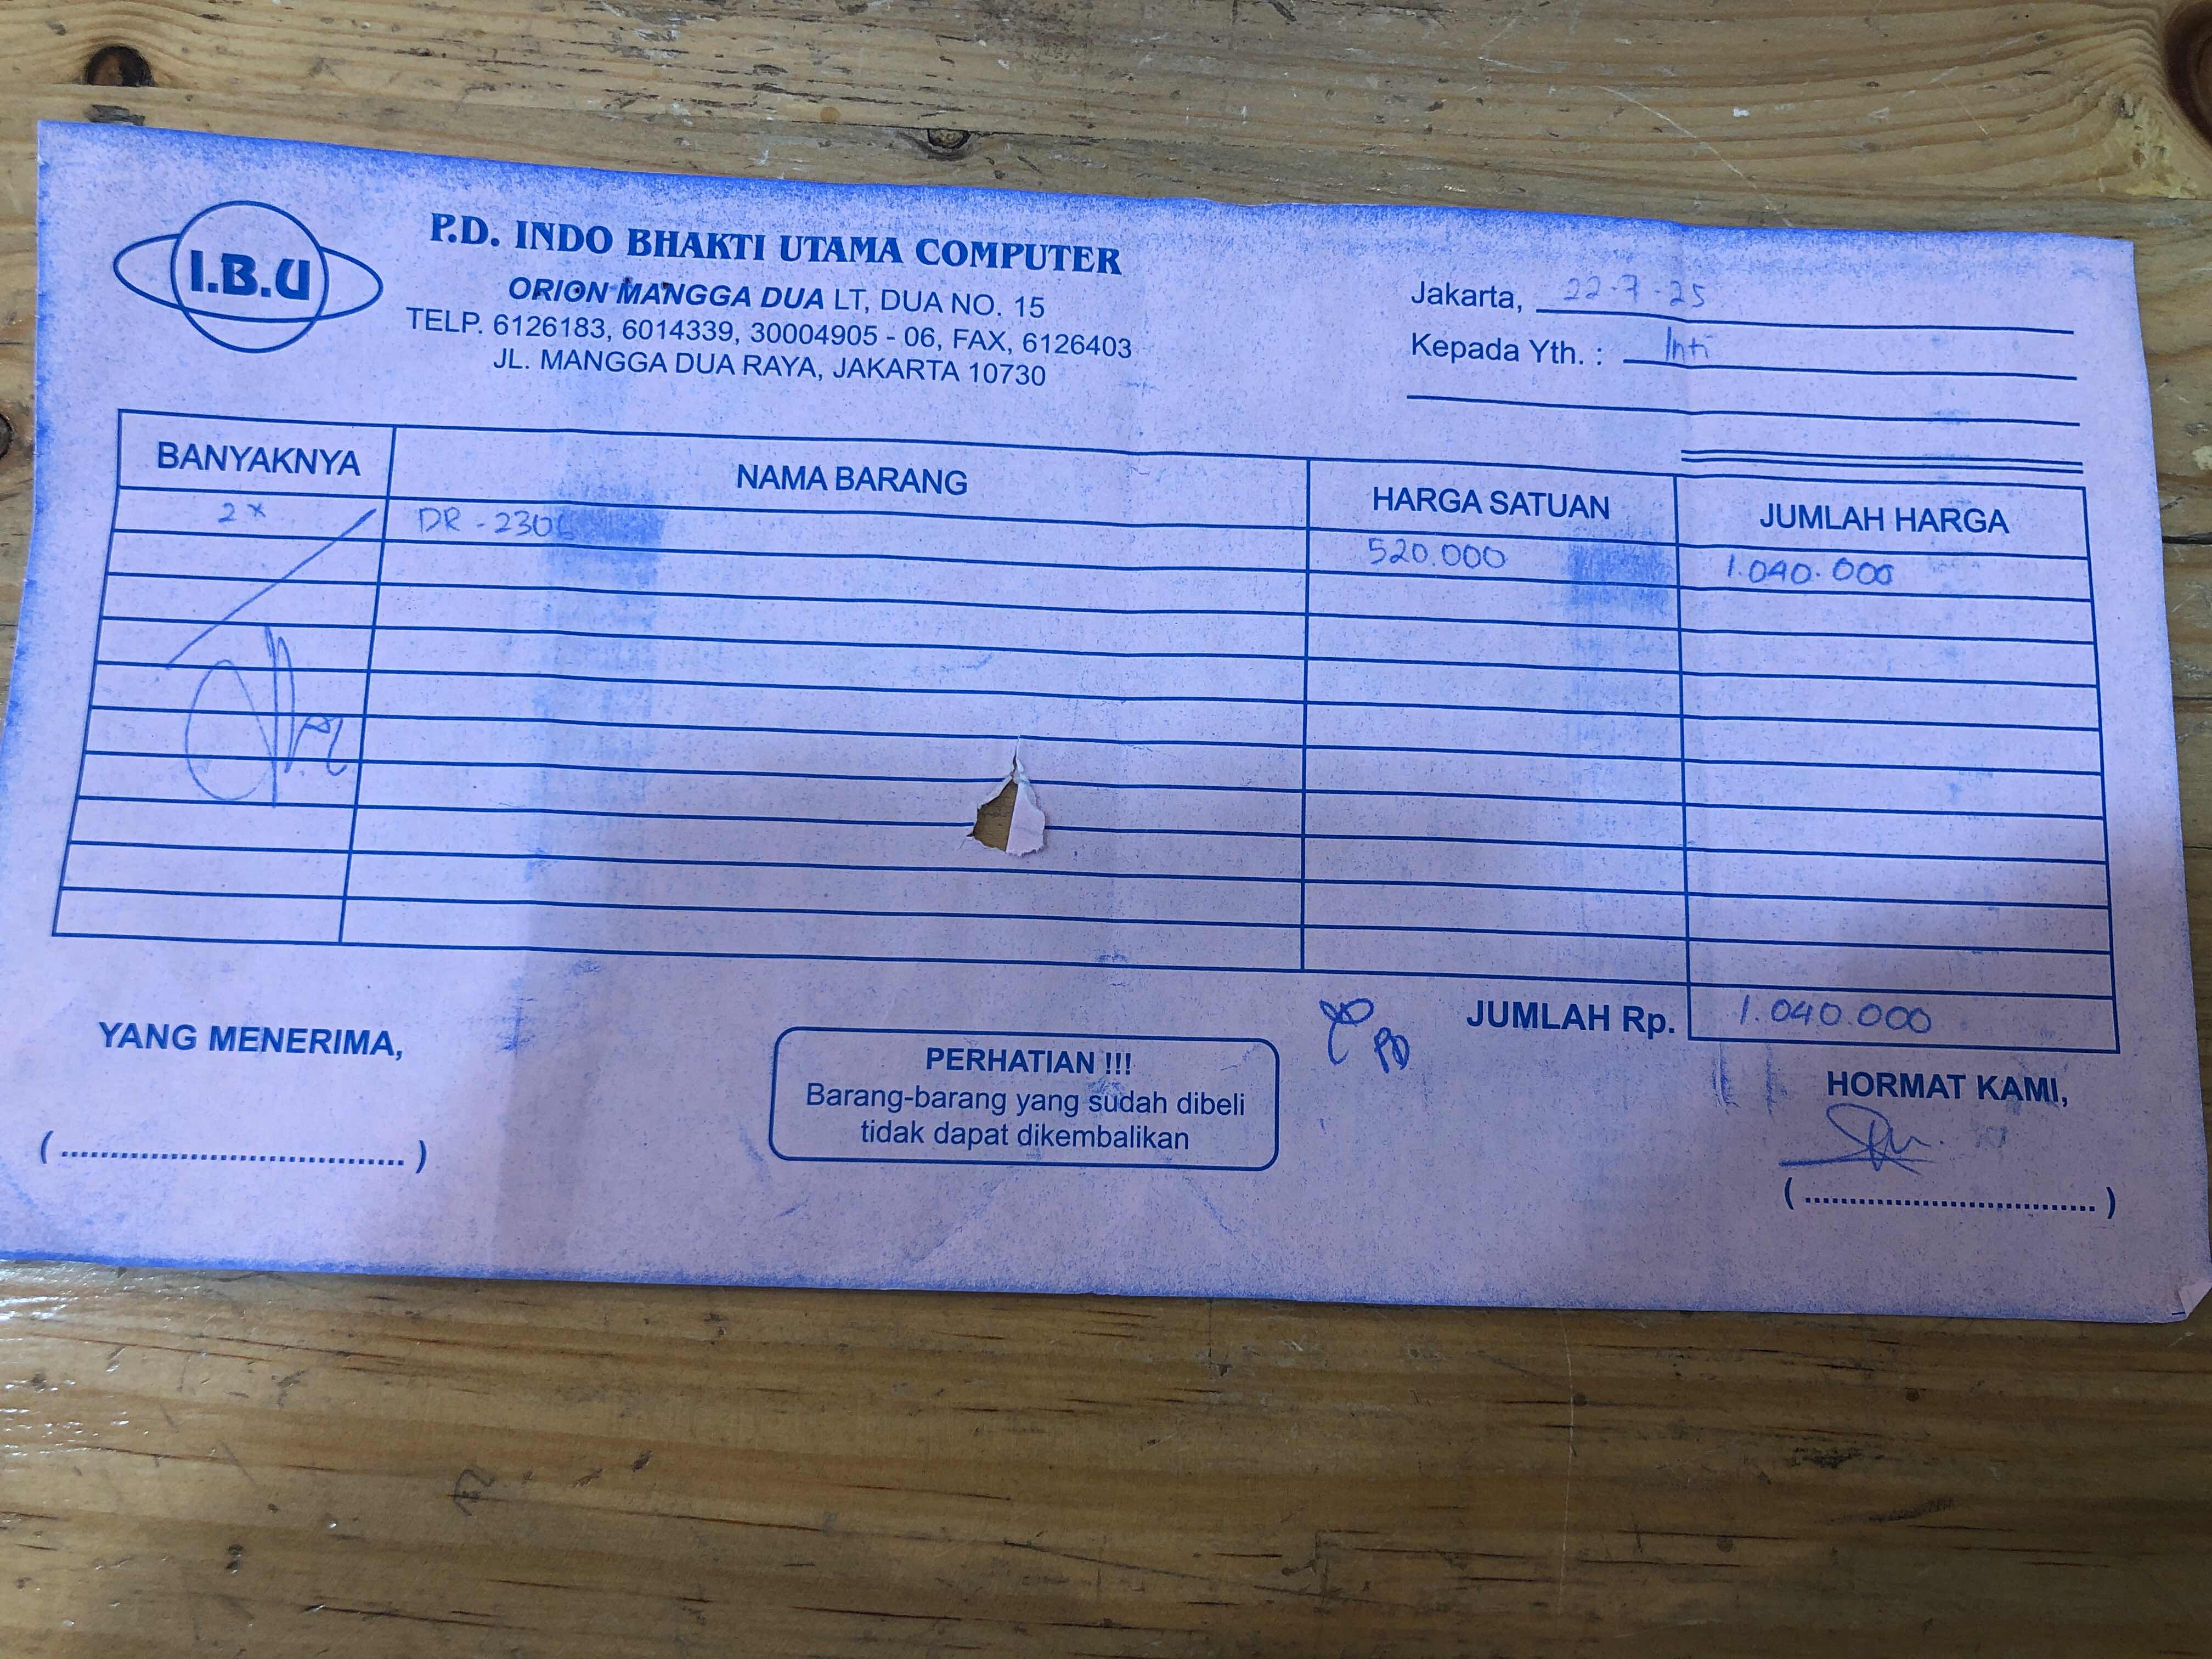 I.B.U
P.D. INDO BHAKTI UTAMA COMPUTER
ORION MANGGA DUA LT, DUA NO. 15
TELP. 6126183, 6014339, 30004905 - 06, FAX, 6126403
JL. MANGGA DUA RAYA, JAKARTA 10730
Jakarta, 22-7-25
Kepada Yth. : Inti
BANYAKNYA NAMA BARANG HARGA SATUAN JUMLAH HARGA
2 x 520.000 1.040.000
JUMLAH Rp. 1.040.000
YANG MENERIMA,
PERHATIAN !!!
Barang-barang yang sudah dibeli
tidak dapat dikembalikan
HORMAT KAMI,
( .................................... )
( ................................ )